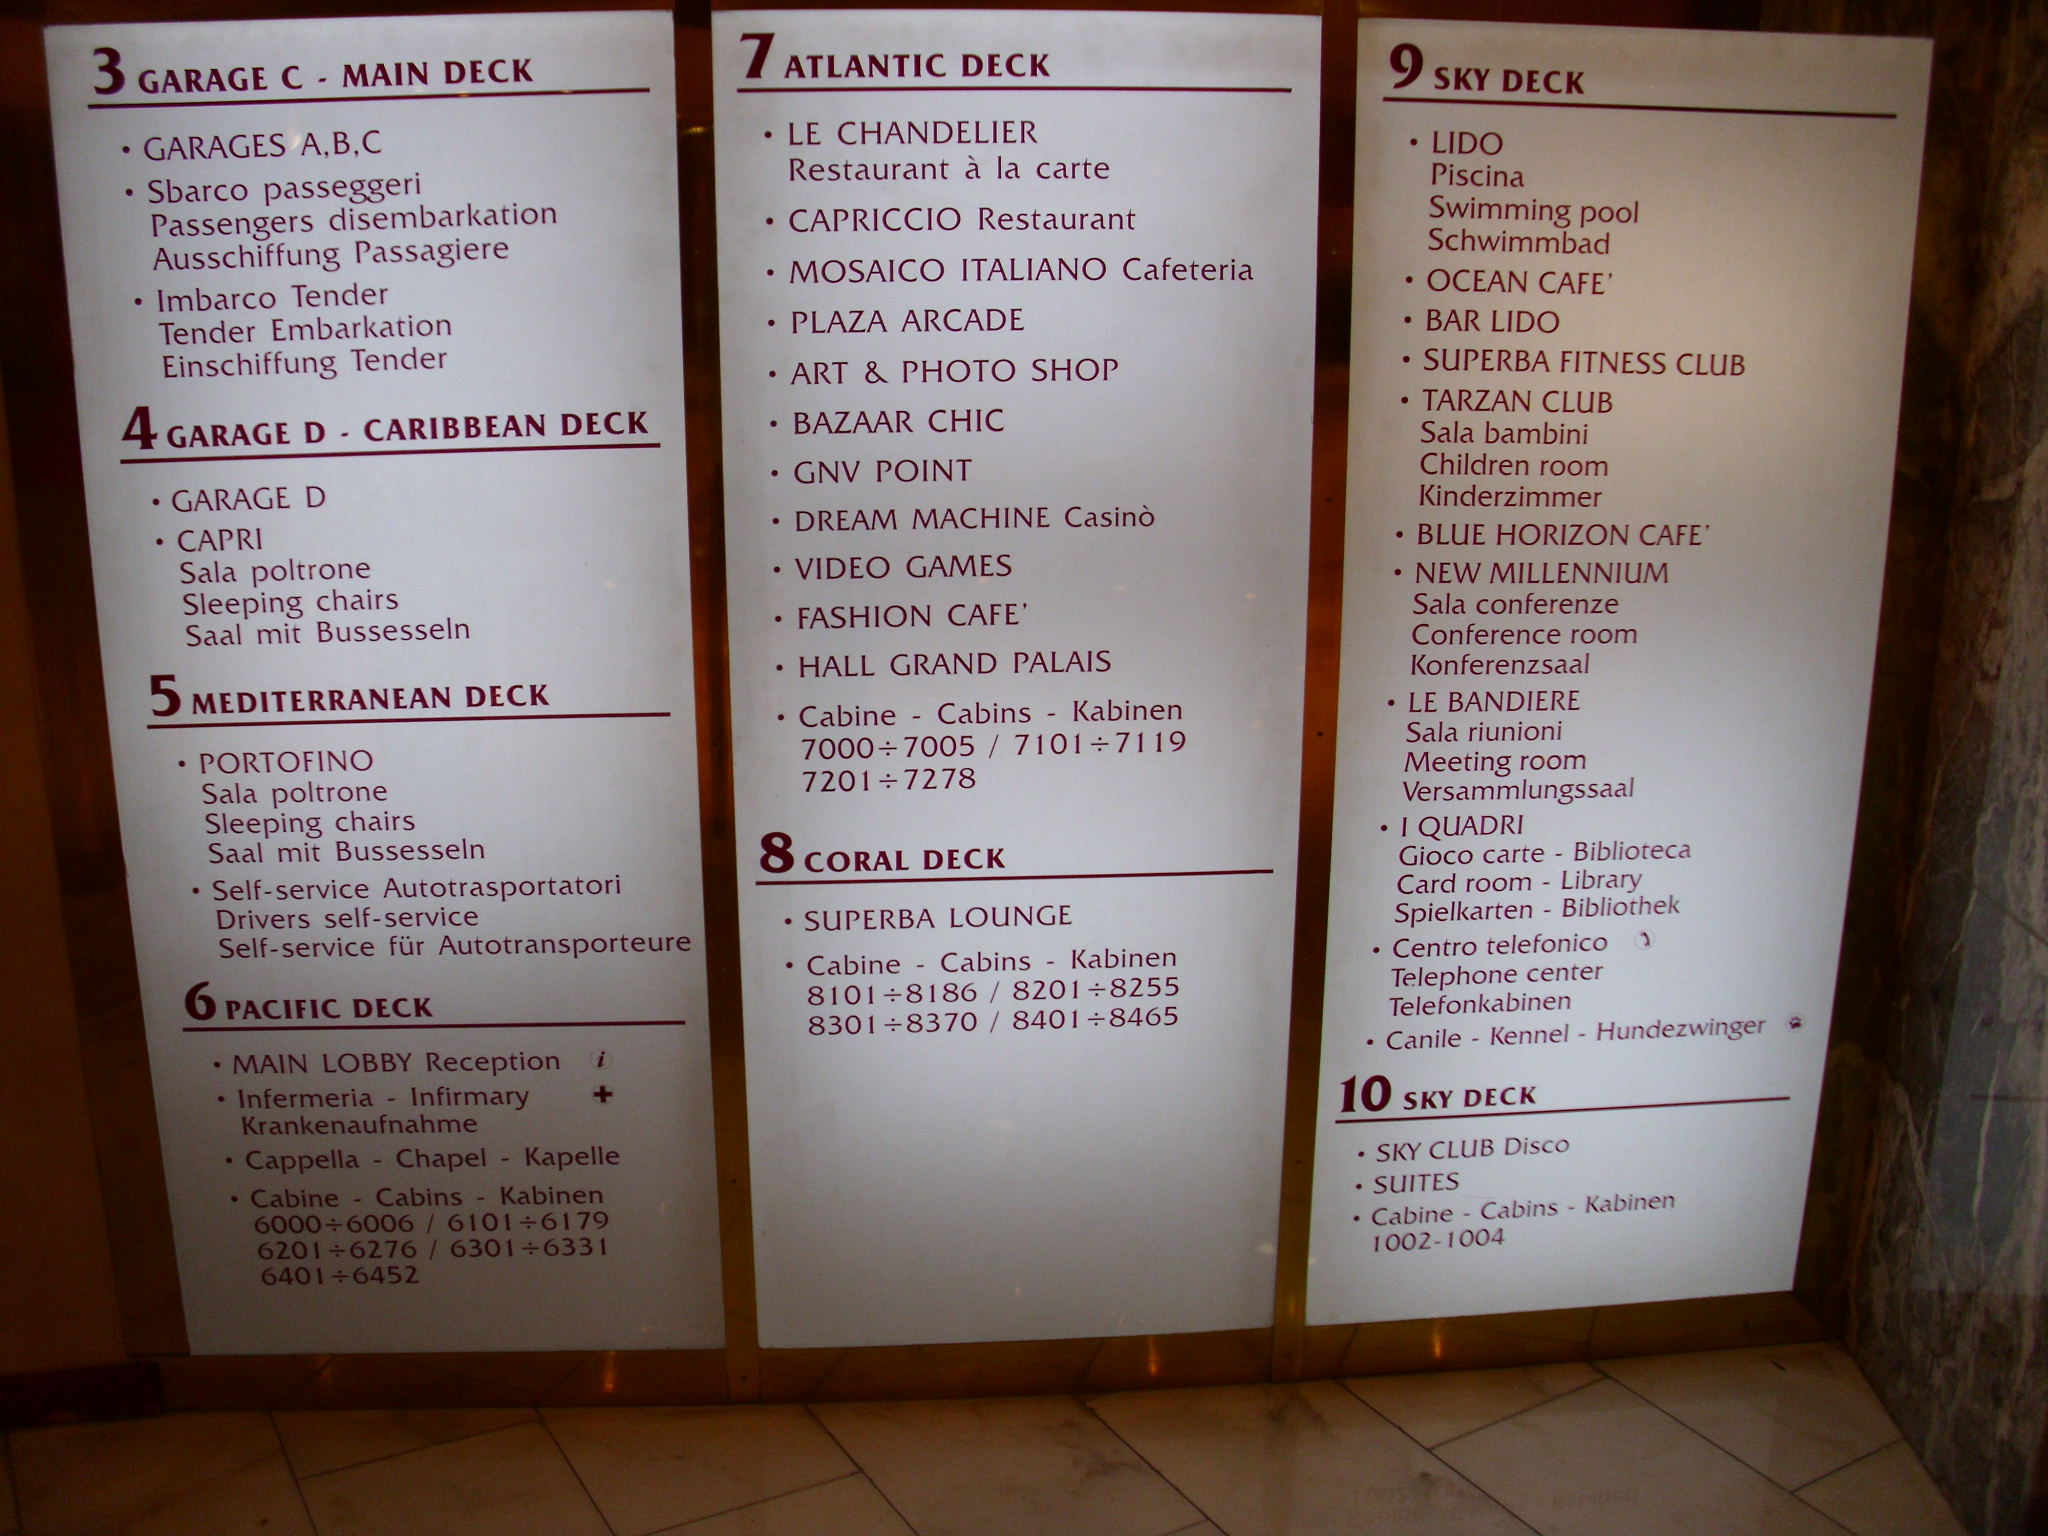 3 GARAGE C - MAIN DECK
• GARAGES A,B,C
• Sbarco passeggeri
Passengers disembarkation
Ausschiffung Passagiere
• Imbarco Tender
Tender Embarkation
Einschiffung Tender
4 GARAGE D - CARIBBEAN DECK
• GARAGE D
• CAPRI
Sala poltrone
Sleeping chairs
Saal mit Bussesseln
5 MEDITERRANEAN DECK
• PORTOFINO
Sala poltrone
Sleeping chairs
Saal mit Bussesseln
• Self-service Autotrasportatori
Drivers self-service
Self-service für Autotransporteure
6 PACIFIC DECK
• MAIN LOBBY Reception i
• Infermeria - Infirmary
Krankenaufnahme
• Cappella - Chapel - Kapelle
• Cabine - Cabins - Kabinen
6000÷6006 / 6101÷6179
6201÷6276 / 6301÷6331
6401÷6452
7 ATLANTIC DECK
• LE CHANDELIER
Restaurant à la carte
• CAPRICCIO Restaurant
• MOSAICO ITALIANO Cafeteria
• PLAZA ARCADE
• ART & PHOTO SHOP
• BAZAAR CHIC
• GNV POINT
• DREAM MACHINE Casinò
• VIDEO GAMES
• FASHION CAFE'
• HALL GRAND PALAIS
• Cabine - Cabins - Kabinen
7000÷7005 / 7101÷7119
7201÷7278
8 CORAL DECK
• SUPERBA LOUNGE
• Cabine - Cabins - Kabinen
8101÷8186 / 8201÷8255
8301÷8370 / 8401÷8465
9 SKY DECK
• LIDO
Piscina
Swimming pool
Schwimmbad
• OCEAN CAFE'
• BAR LIDO
• SUPERBA FITNESS CLUB
• TARZAN CLUB
Sala bambini
Children room
Kinderzimmer
• BLUE HORIZON CAFE'
• NEW MILLENNIUM
Sala conferenze
Conference room
Konferenzsaal
• LE BANDIERE
Sala riunioni
Meeting room
Versammlungssaal
• I QUADRI
Gioco carte - Biblioteca
Card room - Library
Spielkarten - Bibliothek
• Centro telefonico
Telephone center
Telefonkabinen
• Canile - Kennel - Hundezwinger
10 SKY DECK
• SKY CLUB Disco
• SUITES
• Cabine - Cabins - Kabinen
1002-1004